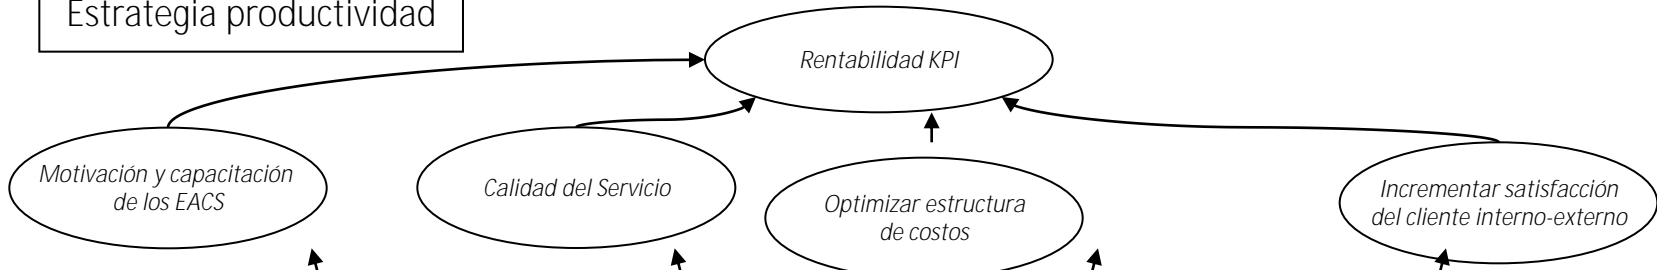 Estrategia productividad
Rentabilidad KPI
Motivación y capacitación
de los EACS
Calidad del Servicio
Optimizar estructura
de costos
Incrementar satisfacción
del cliente interno-externo